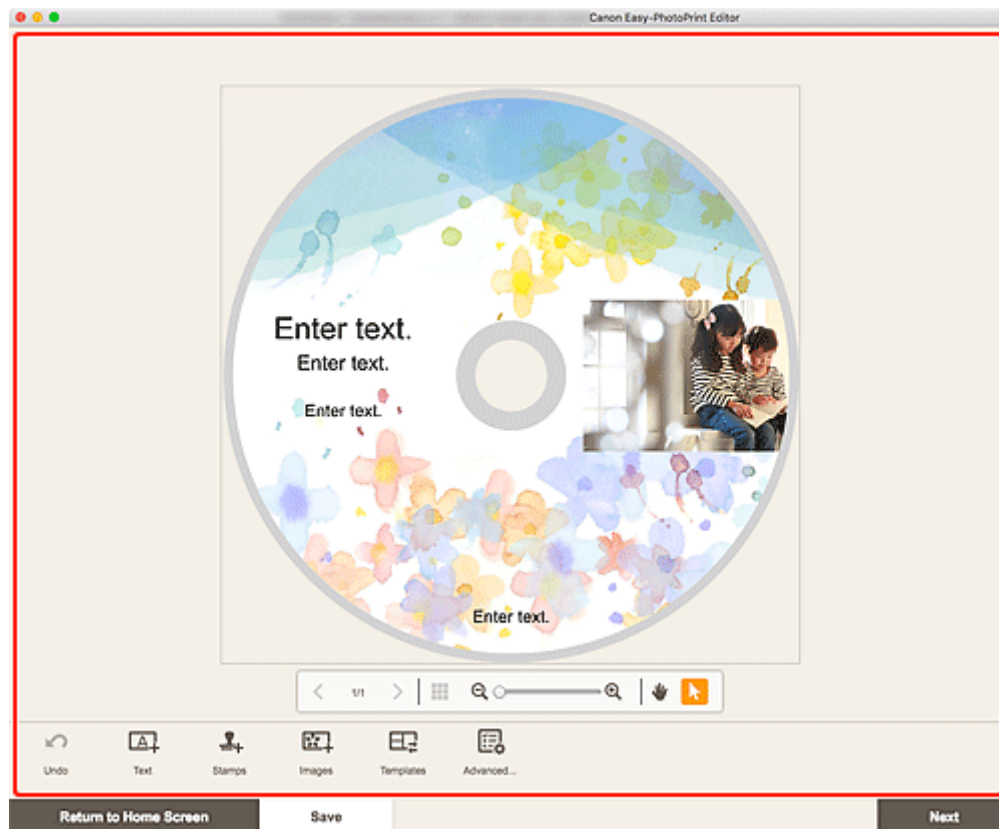 Canon Easy-PhotoPrint Editor
Enter text.
Enter text.
Enter text.
Enter text.
1/1
Undo
Text
Stamps
Images
Templates
Advanced...
Return to Home Screen
Save
Next